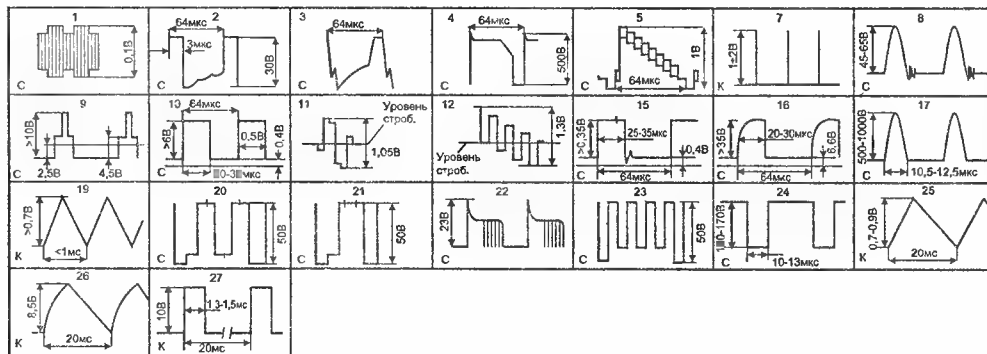 1
0,1В
С
2
64мкс
3мкс
30В
С
3
64мкс
С
4
64мкс
500В
С
5
1В
64мкс
С
7
1±2В
К
8
45-65В
С
9
>10В
2,5В
4,5В
С
10
64мкс
>6В
0,5В
0,4В
С
11
Уровень
строб.
1,05В
С
12
1,3В
Уровень
строб.
С
15
>0,35В
25-35мкс
0,4В
64мкс
С
16
>35В
20-30мкс
6,6В
64мкс
С
17
500-1000В
10,5-12,5мкс
С
19
>0,7В
<1мс
К
20
50В
С
21
50В
С
22
23В
С
23
50В
С
24
10-13мкс
С
25
0,7-0,9В
20мс
К
26
8,5В
20мс
К
27
10В
1,3-1,5мс
20мс
К